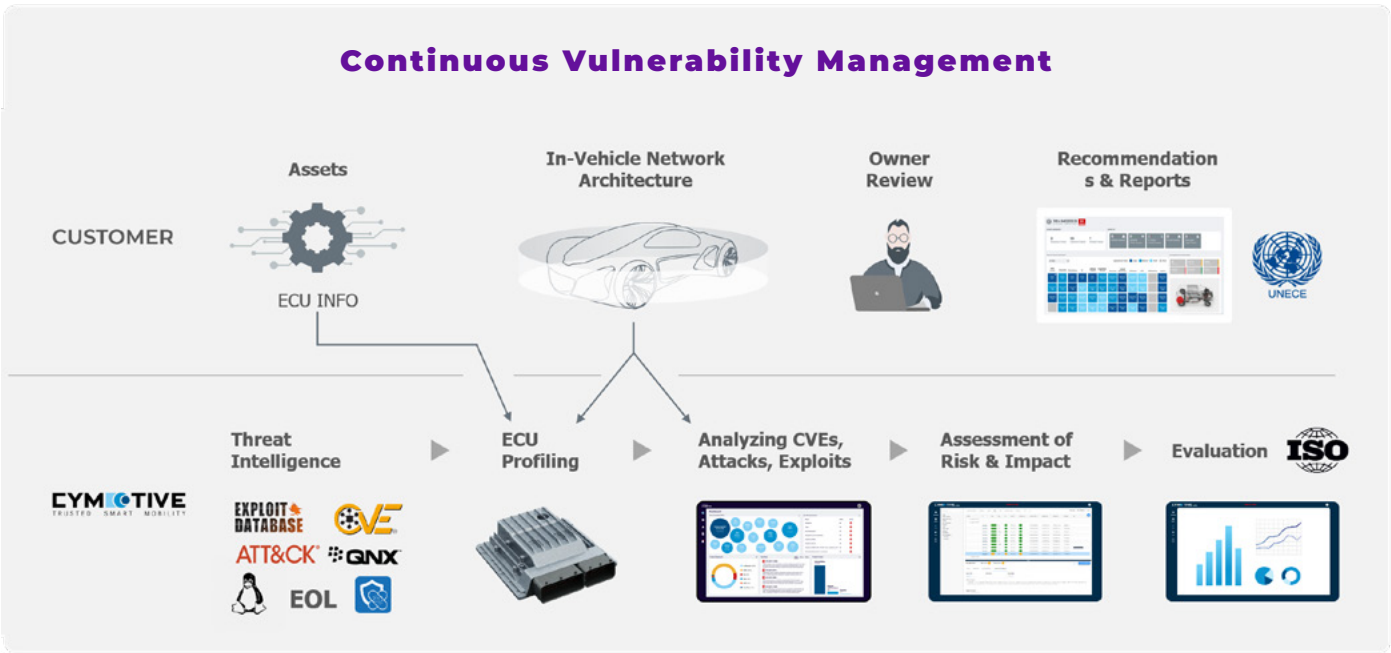 Continuous Vulnerability Management
Assets
In-Vehicle Network
Architecture
Owner
Review
Recommendation
s & Reports
CUSTOMER
ECU INFO
UNECE
Threat
Intelligence
ECU
Profiling
Analyzing CVEs,
Attacks, Exploits
Assessment of
Risk & Impact
Evaluation
ISO
CYMOTIVE
TRUSTED SMART MOBILITY
EXPLOIT
DATABASE
CVE®
ATT&CK®
QNX
EOL